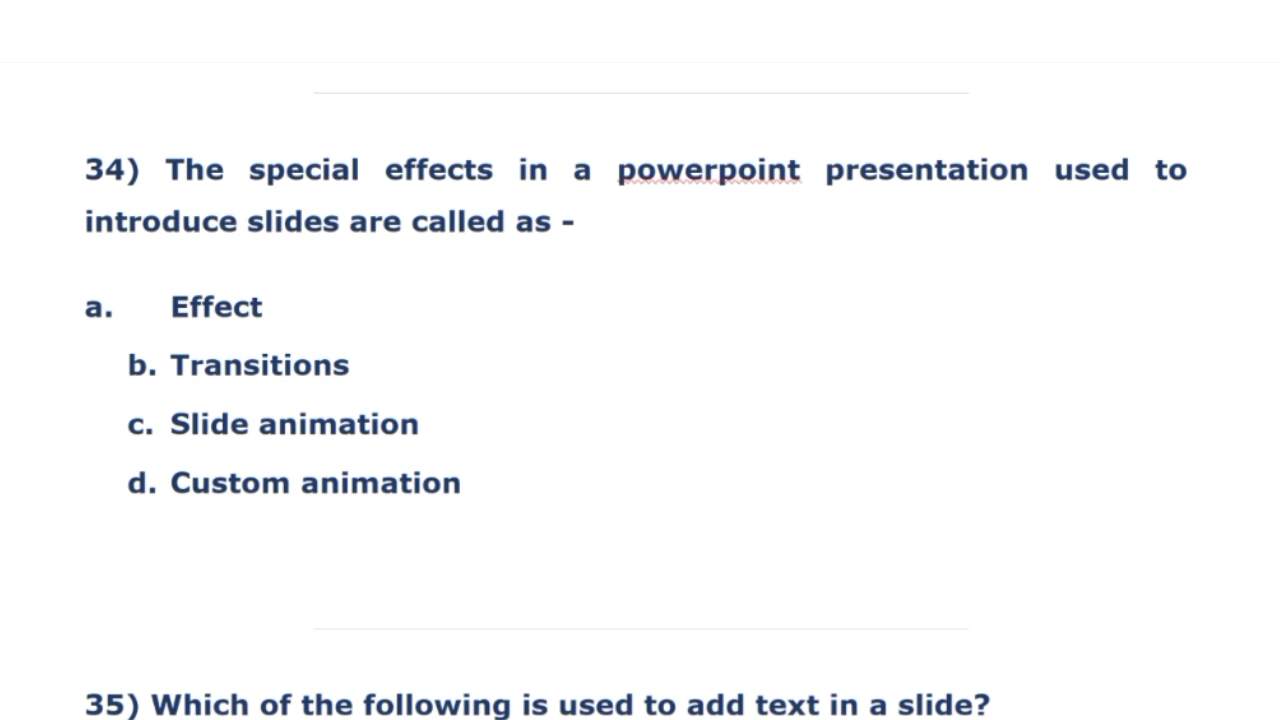 34) The special effects in a powerpoint presentation used to
introduce slides are called as -
a. Effect
b. Transitions
c. Slide animation
d. Custom animation
35) Which of the following is used to add text in a slide?